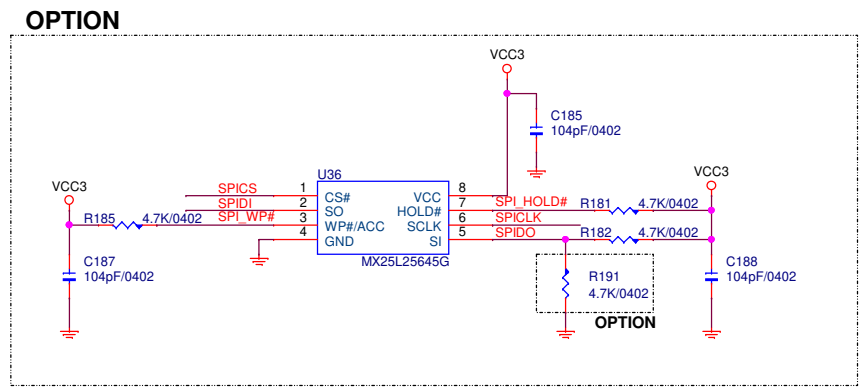 OPTION
VCC3
C185
104pF/0402
U36
VCC3
VCC3
SPICS 1 CS# VCC 8
SPIDI 2 SO HOLD# 7 SPI_HOLD# R181 4.7K/0402
R185 4.7K/0402 SPI_WP# 3 WP#/ACC SCLK 6 SPICLK
4 GND SI 5 SPIDO R182 4.7K/0402
MX25L25645G
C187
104pF/0402
R191
4.7K/0402
C188
104pF/0402
OPTION